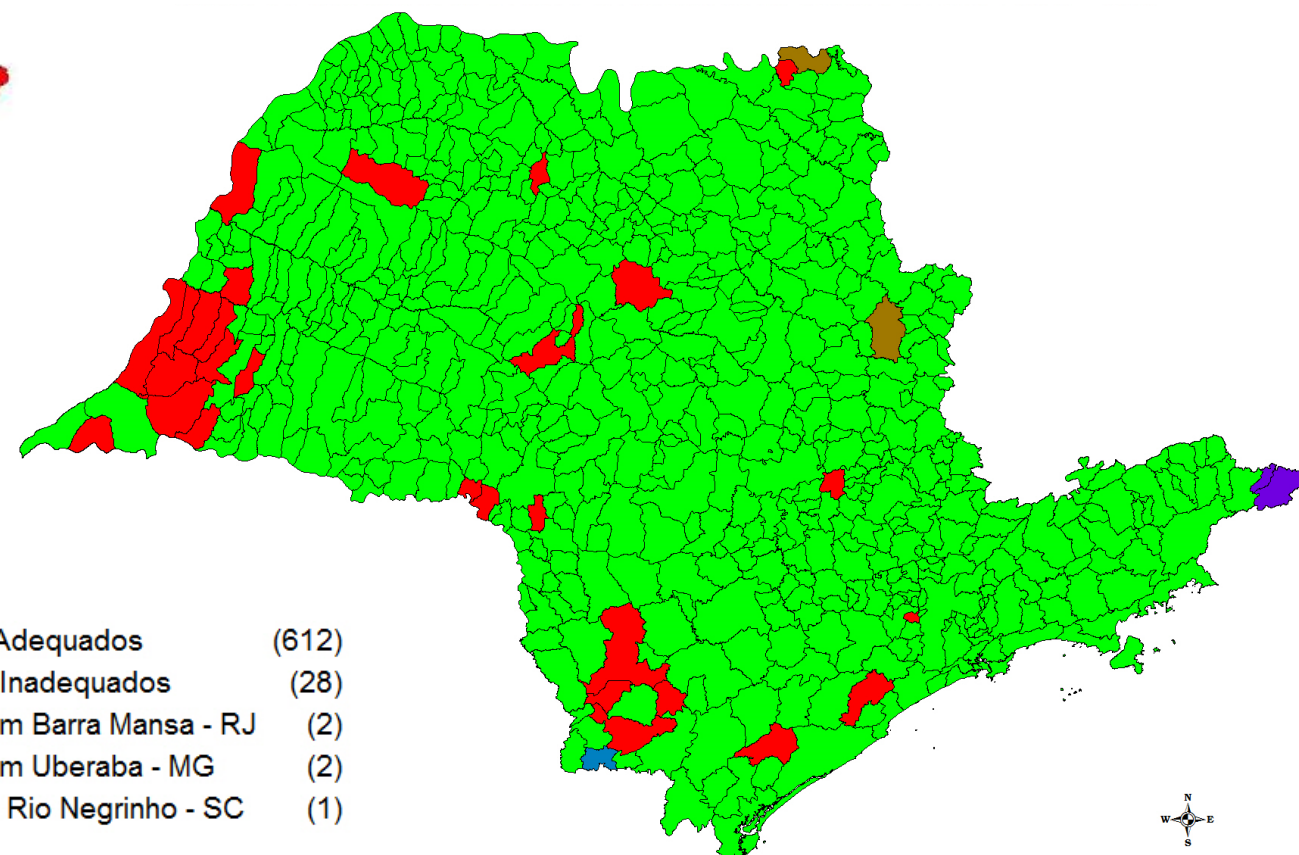 Adequados (612)
Inadequados (28)
m Barra Mansa - RJ (2)
m Uberaba - MG (2)
Rio Negrinho - SC (1)
N
W E
S